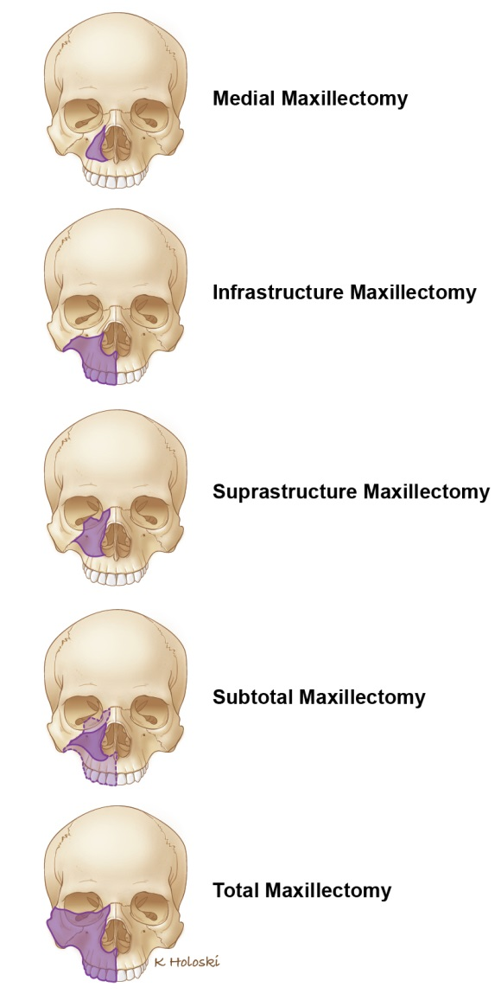 Medial Maxillectomy
Infrastructure Maxillectomy
Suprastructure Maxillectomy
Subtotal Maxillectomy
Total Maxillectomy
K Holoski